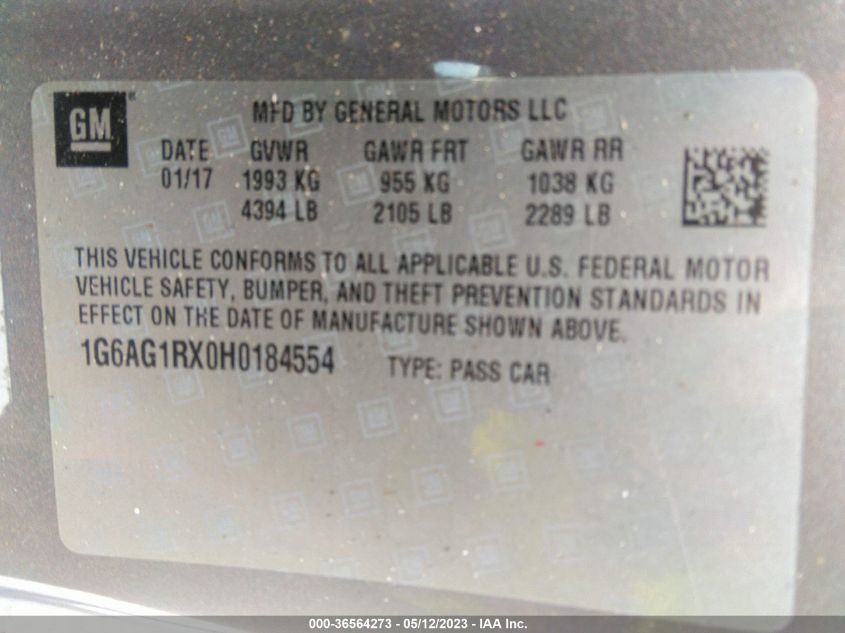 GM
MFD BY GENERAL MOTORS LLC
DATE GVWR GAWR FRT GAWR RR
01/17 1993 KG 955 KG 1038 KG
4394 LB 2105 LB 2289 LB
THIS VEHICLE CONFORMS TO ALL APPLICABLE U.S. FEDERAL MOTOR
VEHICLE SAFETY, BUMPER, AND THEFT PREVENTION STANDARDS IN
EFFECT ON THE DATE OF MANUFACTURE SHOWN ABOVE.
1G6AG1RX0H0184554 TYPE: PASS CAR
000-36564273 - 05/12/2023 - IAA Inc.